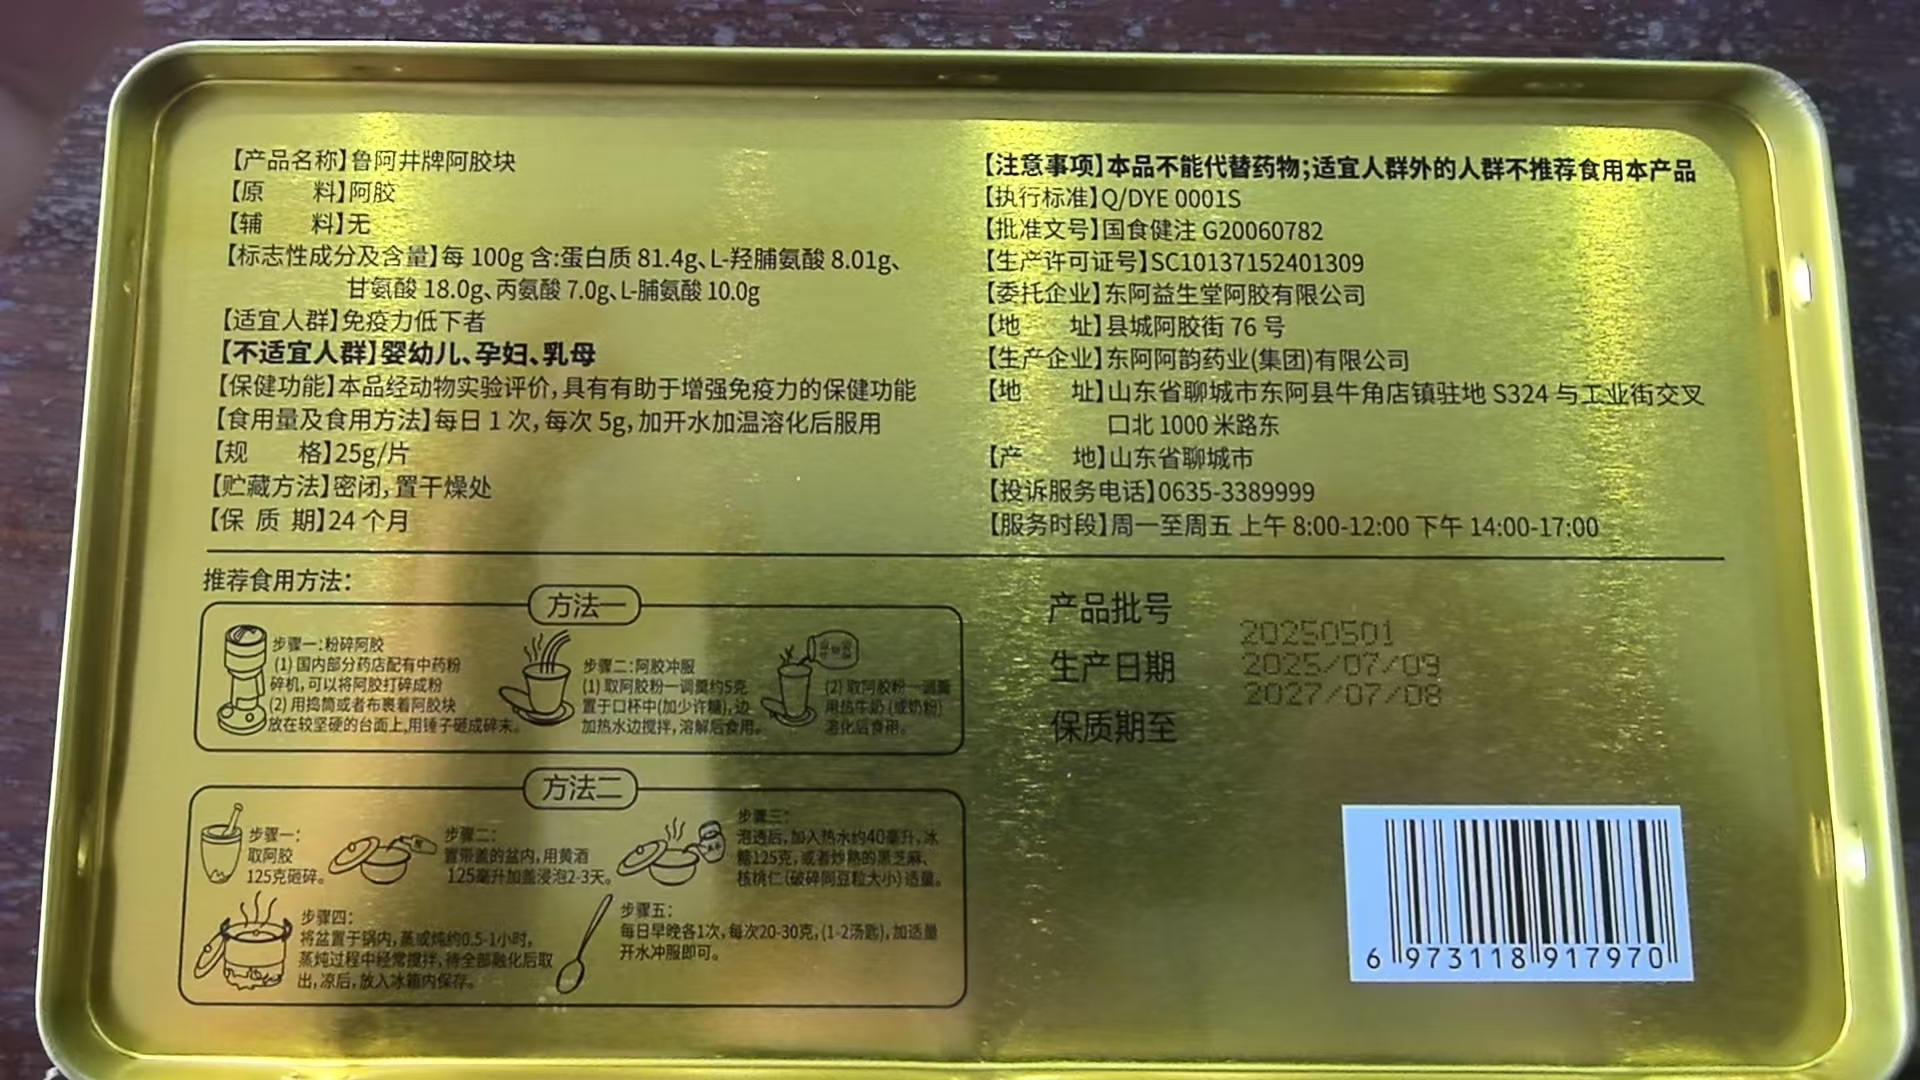 【产品名称】鲁阿井牌阿胶块
【原　　料】阿胶
【辅　　料】无
【标志性成分及含量】每 100g 含:蛋白质 81.4g、L-羟脯氨酸 8.01g、
甘氨酸 18.0g、丙氨酸 7.0g、L-脯氨酸 10.0g
【适宜人群】免疫力低下者
【不适宜人群】婴幼儿、孕妇、乳母
【保健功能】本品经动物实验评价,具有有助于增强免疫力的保健功能
【食用量及食用方法】每日 1 次,每次 5g,加开水加温溶化后服用
【规　　格】25g/片
【贮藏方法】密闭,置干燥处
【保 质 期】24 个月
【注意事项】本品不能代替药物;适宜人群外的人群不推荐食用本产品
【执行标准】Q/DYE 0001S
【批准文号】国食健注 G20060782
【生产许可证号】SC10137152401309
【委托企业】东阿益生堂阿胶有限公司
【地　　址】县城阿胶街 76 号
【生产企业】东阿阿韵药业(集团)有限公司
【地　　址】山东省聊城市东阿县牛角店镇驻地 S324 与工业街交叉
口北 1000 米路东
【产　　地】山东省聊城市
【投诉服务电话】0635-3389999
【服务时段】周一至周五 上午 8:00-12:00 下午 14:00-17:00
推荐食用方法:
方法一
步骤一:粉碎阿胶
(1) 国内部分药店配有中药粉
碎机,可以将阿胶打碎成粉
(2) 用捣筒或者布裹着阿胶块
放在较坚硬的台面上,用锤子砸成碎末。
步骤二:阿胶冲服
(1) 取阿胶粉一调羹约5克
置于口杯中(加少许糖),边
加热水边搅拌,溶解后食用。
(2) 取阿胶粉一调羹
用热牛奶 (或奶粉)
溶化后食用。
方法二
步骤一:
取阿胶
125克砸碎。
步骤二:
置带盖的盆内,用黄酒
125毫升加盖浸泡2-3天。
步骤三:
泡透后,加入热水约40毫升,冰
糖125克,或者炒熟的黑芝麻、
核桃仁(破碎同豆粒大小)适量。
步骤四:
将盆置于锅内,蒸或炖约0.5-1小时,
蒸炖过程中经常搅拌,待全部融化后取
出,凉后,放入冰箱内保存。
步骤五:
每日早晚各1次,每次20-30克,(1-2汤匙),加适量
开水冲服即可。
产品批号
生产日期
保质期至
20250501
2025/07/09
2027/07/08
6 973118 917970